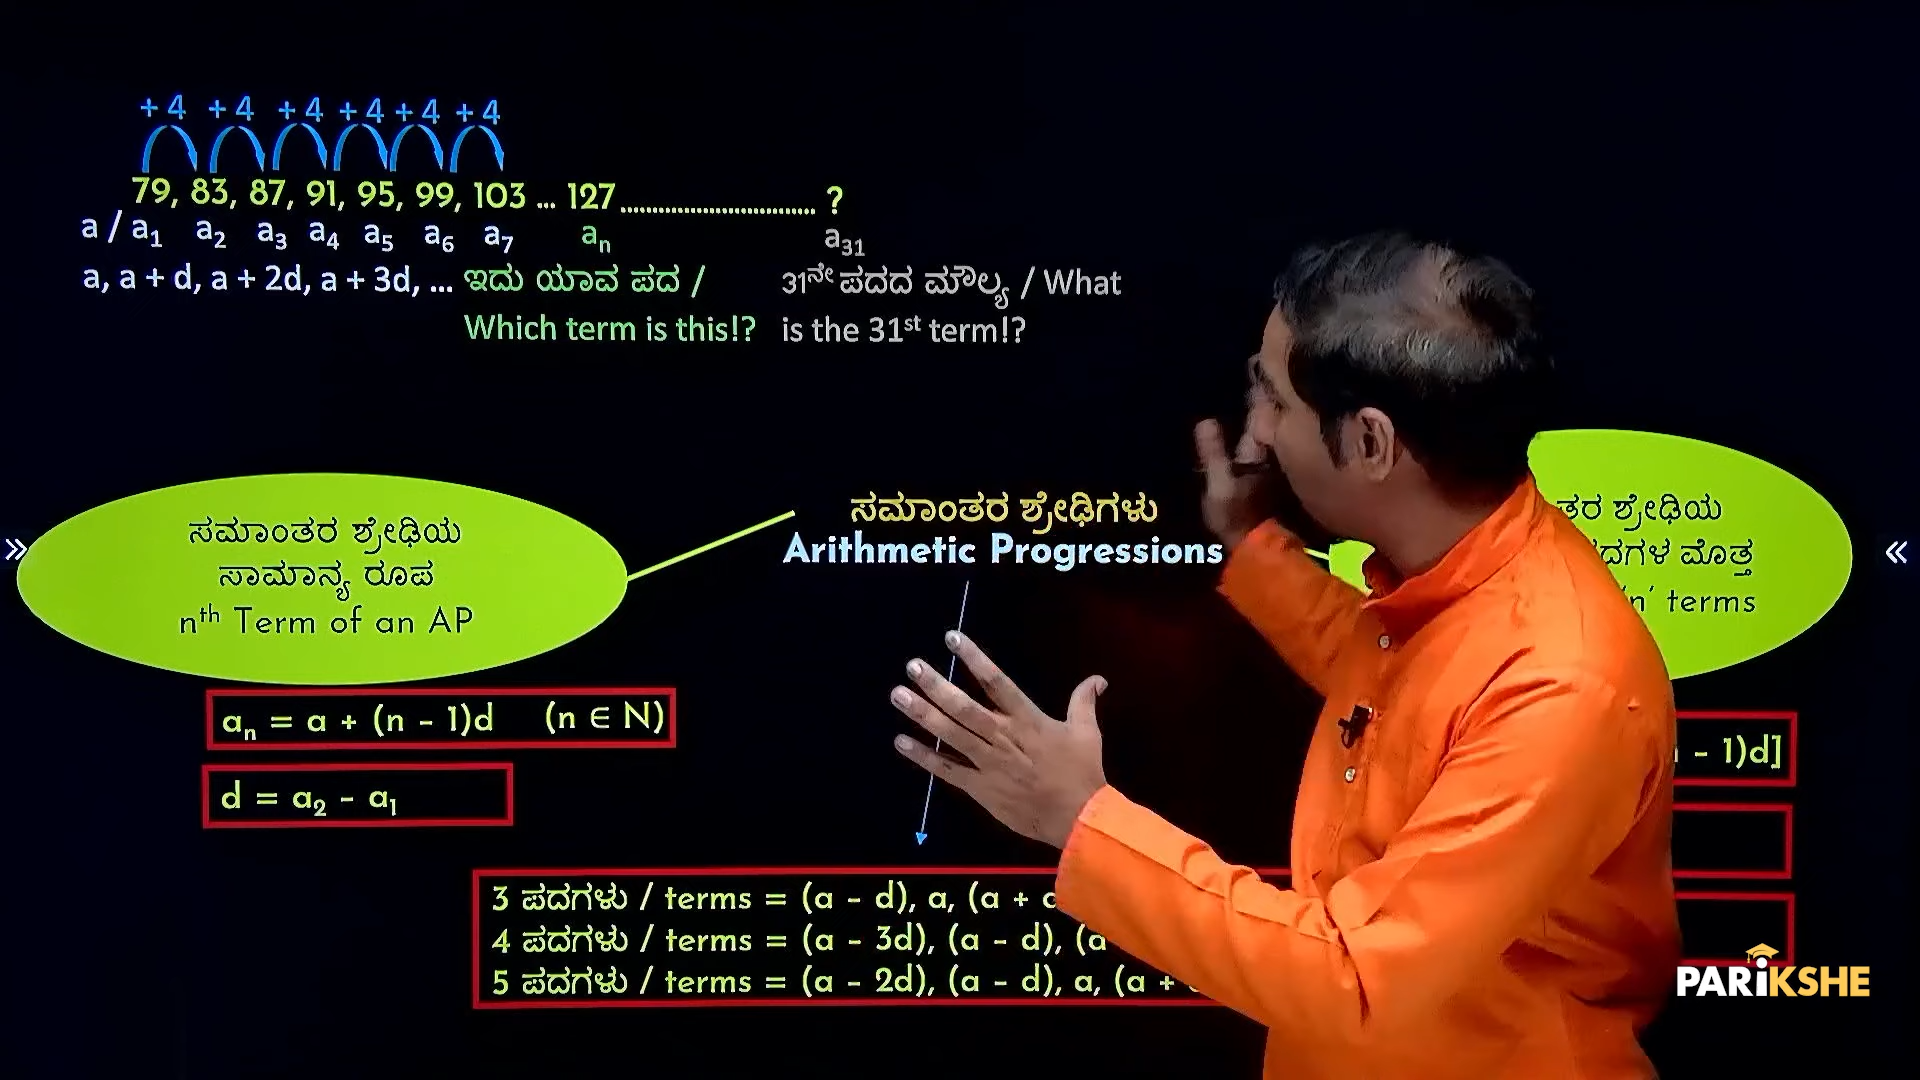 + 4 + 4 + 4 + 4 + 4 + 4
79, 83, 87, 91, 95, 99, 103 ... 127 ........................................ ?
a / a₁ a₂ a₃ a₄ a₅ a₆ a₇ aₙ a₃₁
a, a + d, a + 2d, a + 3d, ...
ಇದು ಯಾವ ಪದ /
Which term is this!?
31ನೇ ಪದದ ಮೌಲ್ಯ / What
is the 31st term!?
ಸಮಾಂತರ ಶ್ರೇಢಿಯ
ಸಾಮಾನ್ಯ ರೂಪ
nth Term of an AP
ಸಮಾಂತರ ಶ್ರೇಢಿಗಳು
Arithmetic Progressions
ಶ್ರೇಢಿಯ
ಮೊತ್ತ
'n' terms
» «
aₙ = a + (n - 1)d (n ∈ N)
d = a₂ - a₁
- 1)d]
3 ಪದಗಳು / terms = (a - d), a, (a +
4 ಪದಗಳು / terms = (a - 3d), (a - d), (a
5 ಪದಗಳು / terms = (a - 2d), (a - d), a, (a +
PARiKSHE